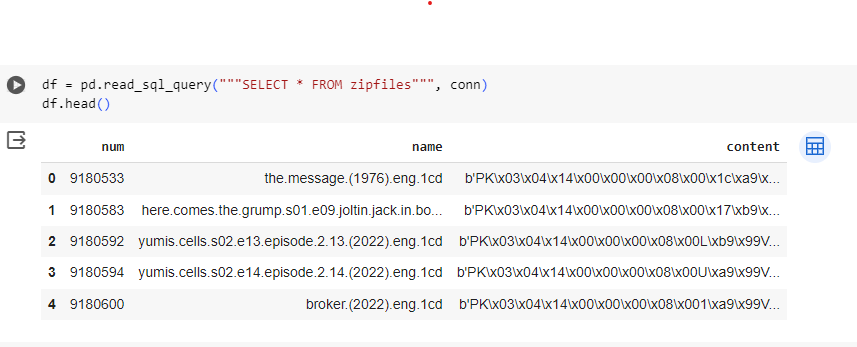 df = pd.read_sql_query("""SELECT * FROM zipfiles""", conn)
df.head()
num name content
0 9180533 the.message.(1976).eng.1cd b'PK\x03\x04\x14\x00\x00\x00\x08\x00\x1c\xa9\x...
1 9180583 here.comes.the.grump.s01.e09.joltin.jack.in.bo... b'PK\x03\x04\x14\x00\x00\x00\x08\x00\x17\xb9\x...
2 9180592 yumis.cells.s02.e13.episode.2.13.(2022).eng.1cd b'PK\x03\x04\x14\x00\x00\x00\x08\x00L\xb9\x99V...
3 9180594 yumis.cells.s02.e14.episode.2.14.(2022).eng.1cd b'PK\x03\x04\x14\x00\x00\x00\x08\x00U\xa9\x99V...
4 9180600 broker.(2022).eng.1cd b'PK\x03\x04\x14\x00\x00\x00\x08\x001\xa9\x99V...